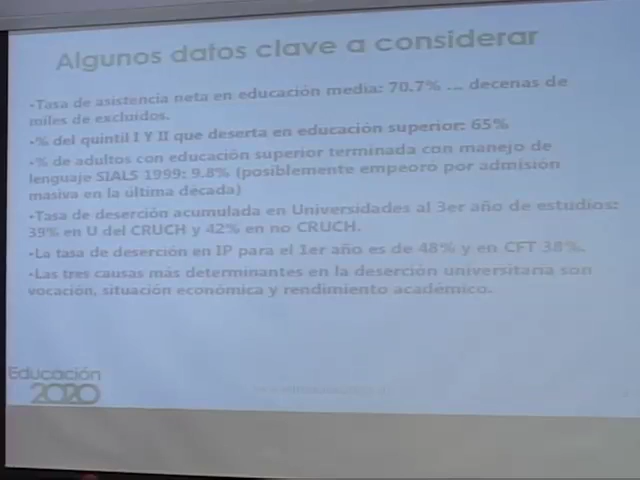 Algunos datos clave a considerar
•Tasa de asistencia neta en educación media: 70.7% ... decenas de
miles de excluidos.
•% del quintil I Y II que deserta en educación superior: 65%
•% de adultos con educación superior terminada con manejo de
lenguaje SIALS 1999: 9.8% (posiblemente empeoró por admisión
masiva en la última decada)
•Tasa de deserción acumulada en Universidades al 3er año de estudios:
39% en U del CRUCH y 42% en no CRUCH.
•La tasa de deserción en IP para el 1er año es de 48% y en CFT 38%.
•Las tres causas más determinantes en la deserción universitaria son
vocación, situación económica y rendimiento académico.
Educación
2020